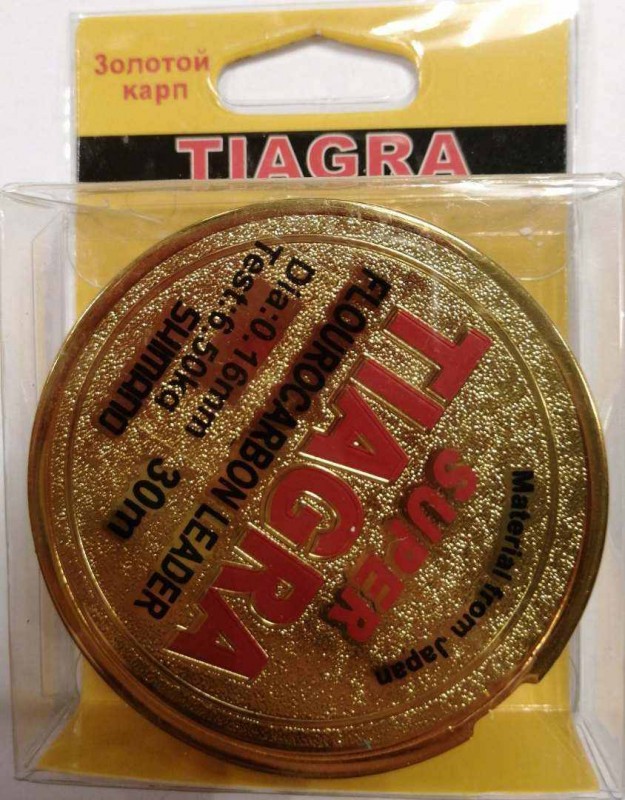 Золотой
карп
TIAGRA
Material from Japan
SUPER
TIAGRA
FLOUROCARBON LEADER
Dia:0.16mm 30m
Test:6.50kg
SHIMANO